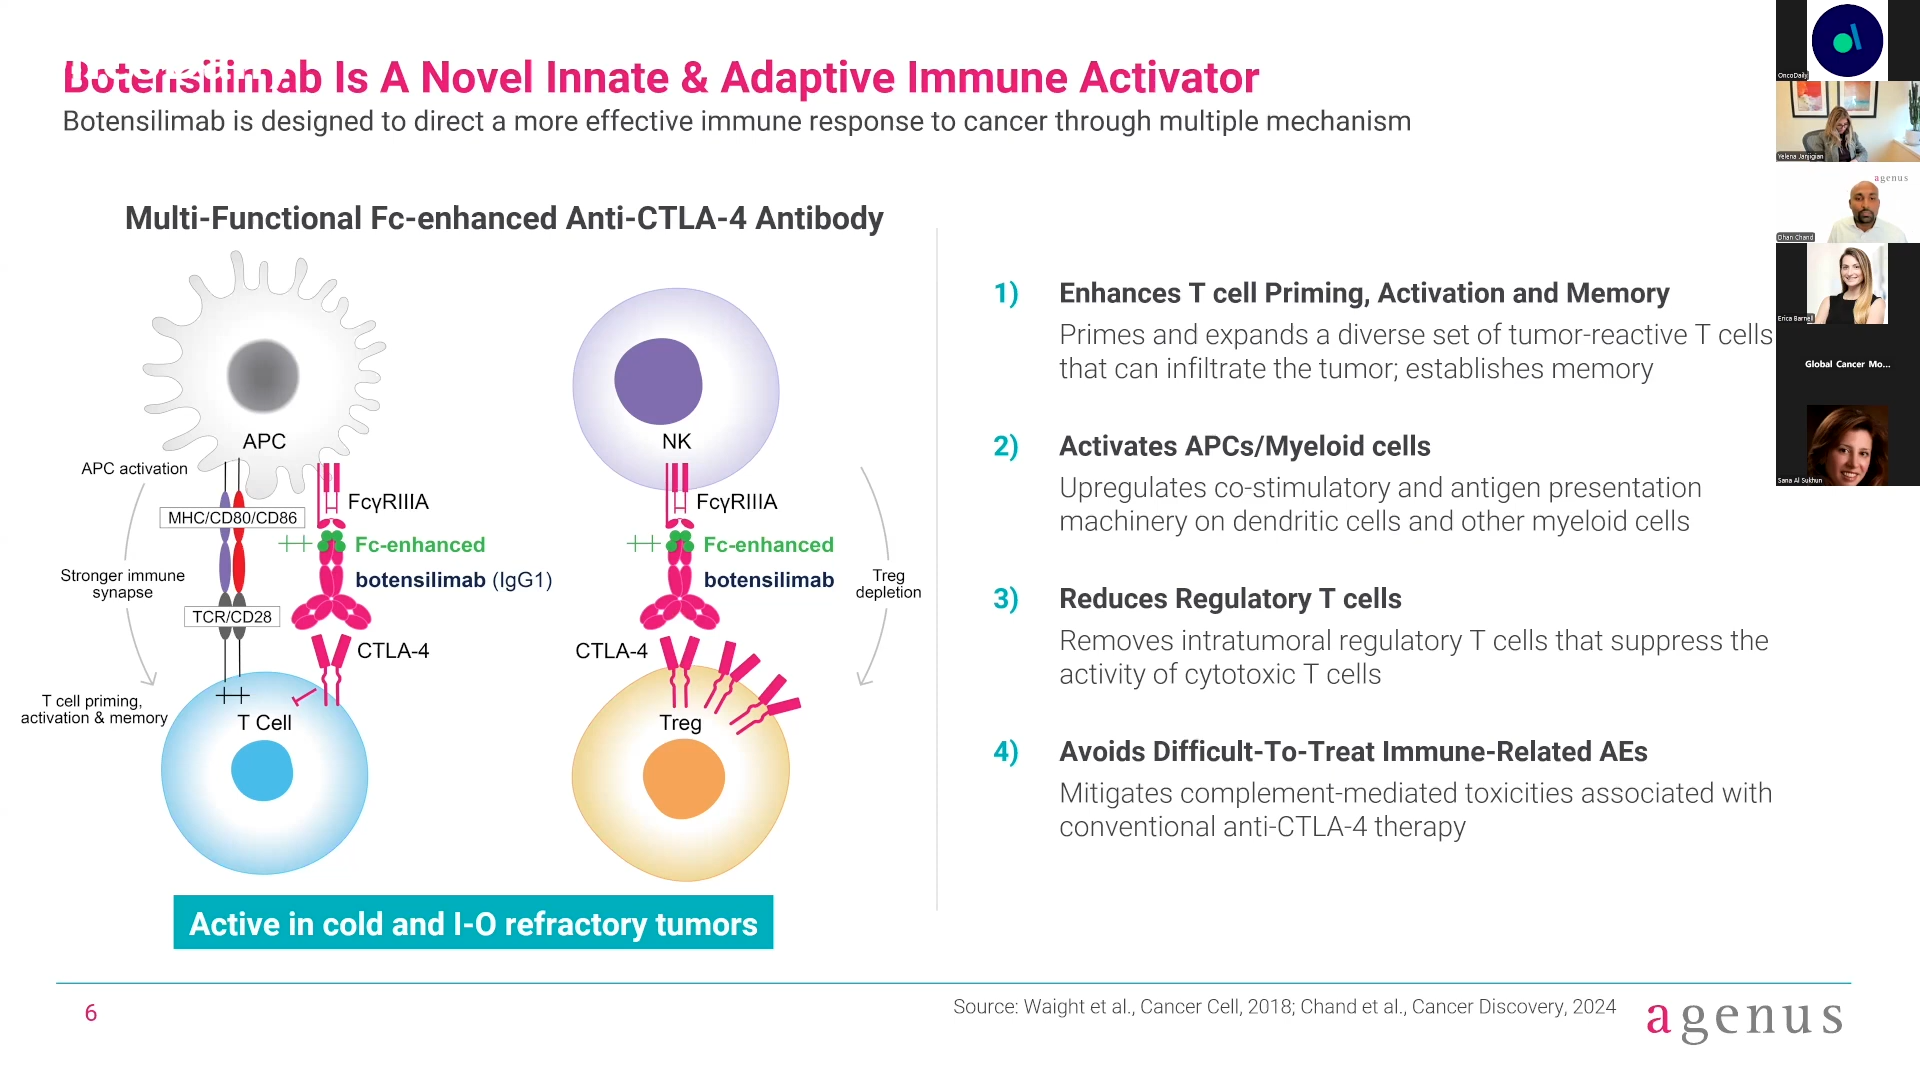 Botensilimab Is A Novel Innate & Adaptive Immune Activator
Botensilimab is designed to direct a more effective immune response to cancer through multiple mechanism
Multi-Functional Fc-enhanced Anti-CTLA-4 Antibody
APC
APC activation
FcγRIIIA
MHC/CD80/CD86
Fc-enhanced
botensilimab (IgG1)
Stronger immune
synapse
TCR/CD28
CTLA-4
T cell priming,
activation & memory
T Cell
NK
FcγRIIIA
Fc-enhanced
botensilimab
Treg
depletion
CTLA-4
Treg
Active in cold and I-O refractory tumors
1) Enhances T cell Priming, Activation and Memory
Primes and expands a diverse set of tumor-reactive T cells
that can infiltrate the tumor; establishes memory
2) Activates APCs/Myeloid cells
Upregulates co-stimulatory and antigen presentation
machinery on dendritic cells and other myeloid cells
3) Reduces Regulatory T cells
Removes intratumoral regulatory T cells that suppress the
activity of cytotoxic T cells
4) Avoids Difficult-To-Treat Immune-Related AEs
Mitigates complement-mediated toxicities associated with
conventional anti-CTLA-4 therapy
6
Source: Waight et al., Cancer Cell, 2018; Chand et al., Cancer Discovery, 2024
agenus
OncoDaily
Yelena Janjigian
agenus
Dhan Chand
Erica Barnell
Global Cancer Mo...
Sana Al Sukhun